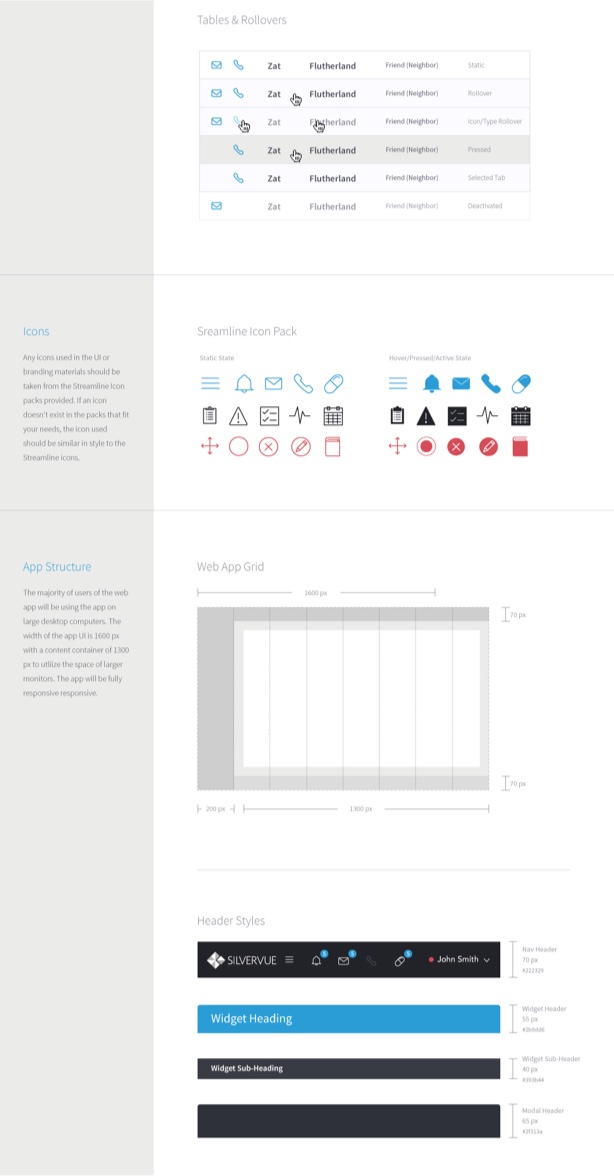 Tables & Rollovers
Zat Flutherland Friend (Neighbor) Static
Zat Flutherland Friend (Neighbor) Rollover
Zat Flutherland Icon/Type Rollover
Zat Flutherland Friend (Neighbor) Pressed
Zat Flutherland Friend (Neighbor) Selected Tab
Zat Flutherland Friend (Neighbor) Deactivated
Icons
Any icons used in the UI or
branding materials should be
taken from the Streamline Icon
packs provided. If an icon
doesn't exist in the packs that fit
your needs, the icon used
should be similar in style to the
Streamline icons.
Sreamline Icon Pack
Static State
Hover/Pressed/Active State
App Structure
The majority of users of the web
app will be using the app on
large desktop computers. The
width of the app UI is 1600 px
with a content container of 1300
px to utilize the space of larger
monitors. The app will be fully
responsive responsive.
Web App Grid
1600 px
70 px
70 px
200 px
1300 px
Header Styles
SILVERVUE
5
5
5
John Smith
Nav Header
70 px
#222329
Widget Heading
Widget Header
55 px
Widget Sub-Heading
Widget Sub-Header
40 px
#393b44
Modal Header
65 px
#2f313a